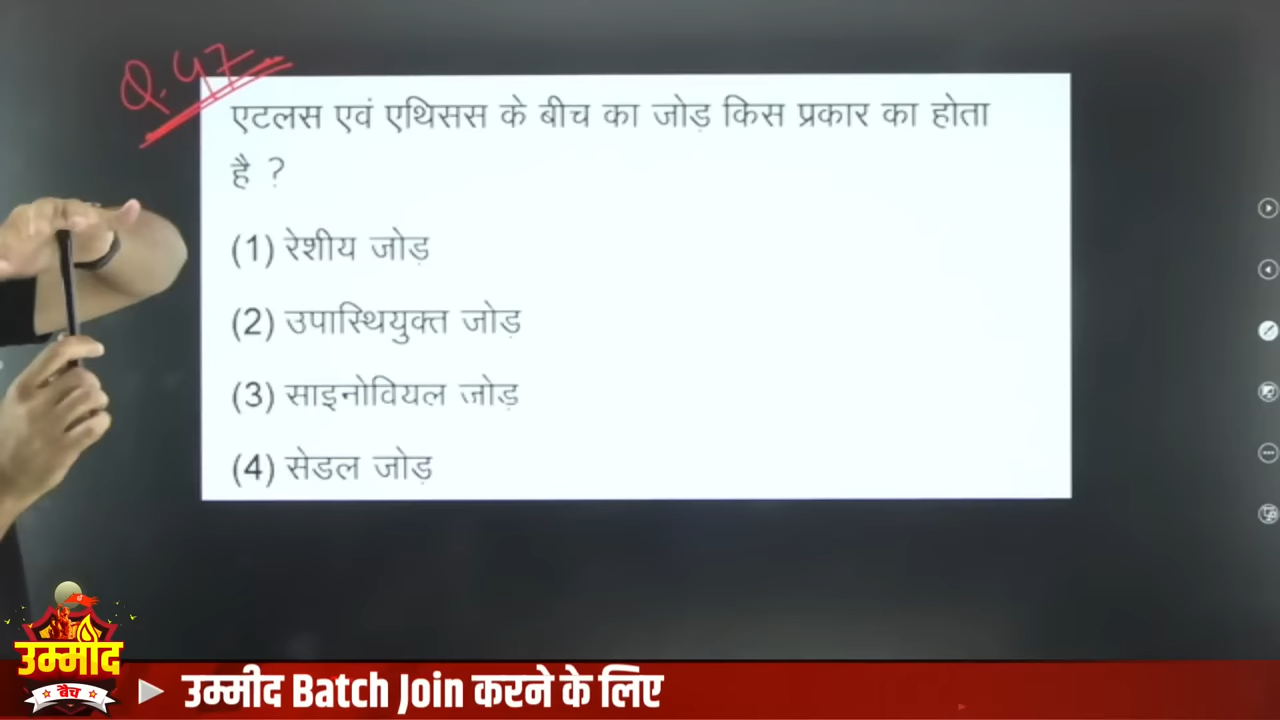 Q.47
एटलस एवं एथिसस के बीच का जोड़ किस प्रकार का होता
है ?
(1) रेशीय जोड़
(2) उपास्थियुक्त जोड़
(3) साइनोवियल जोड़
(4) सेडल जोड़
उम्मीद
बैच
उम्मीद Batch Join करने के लिए